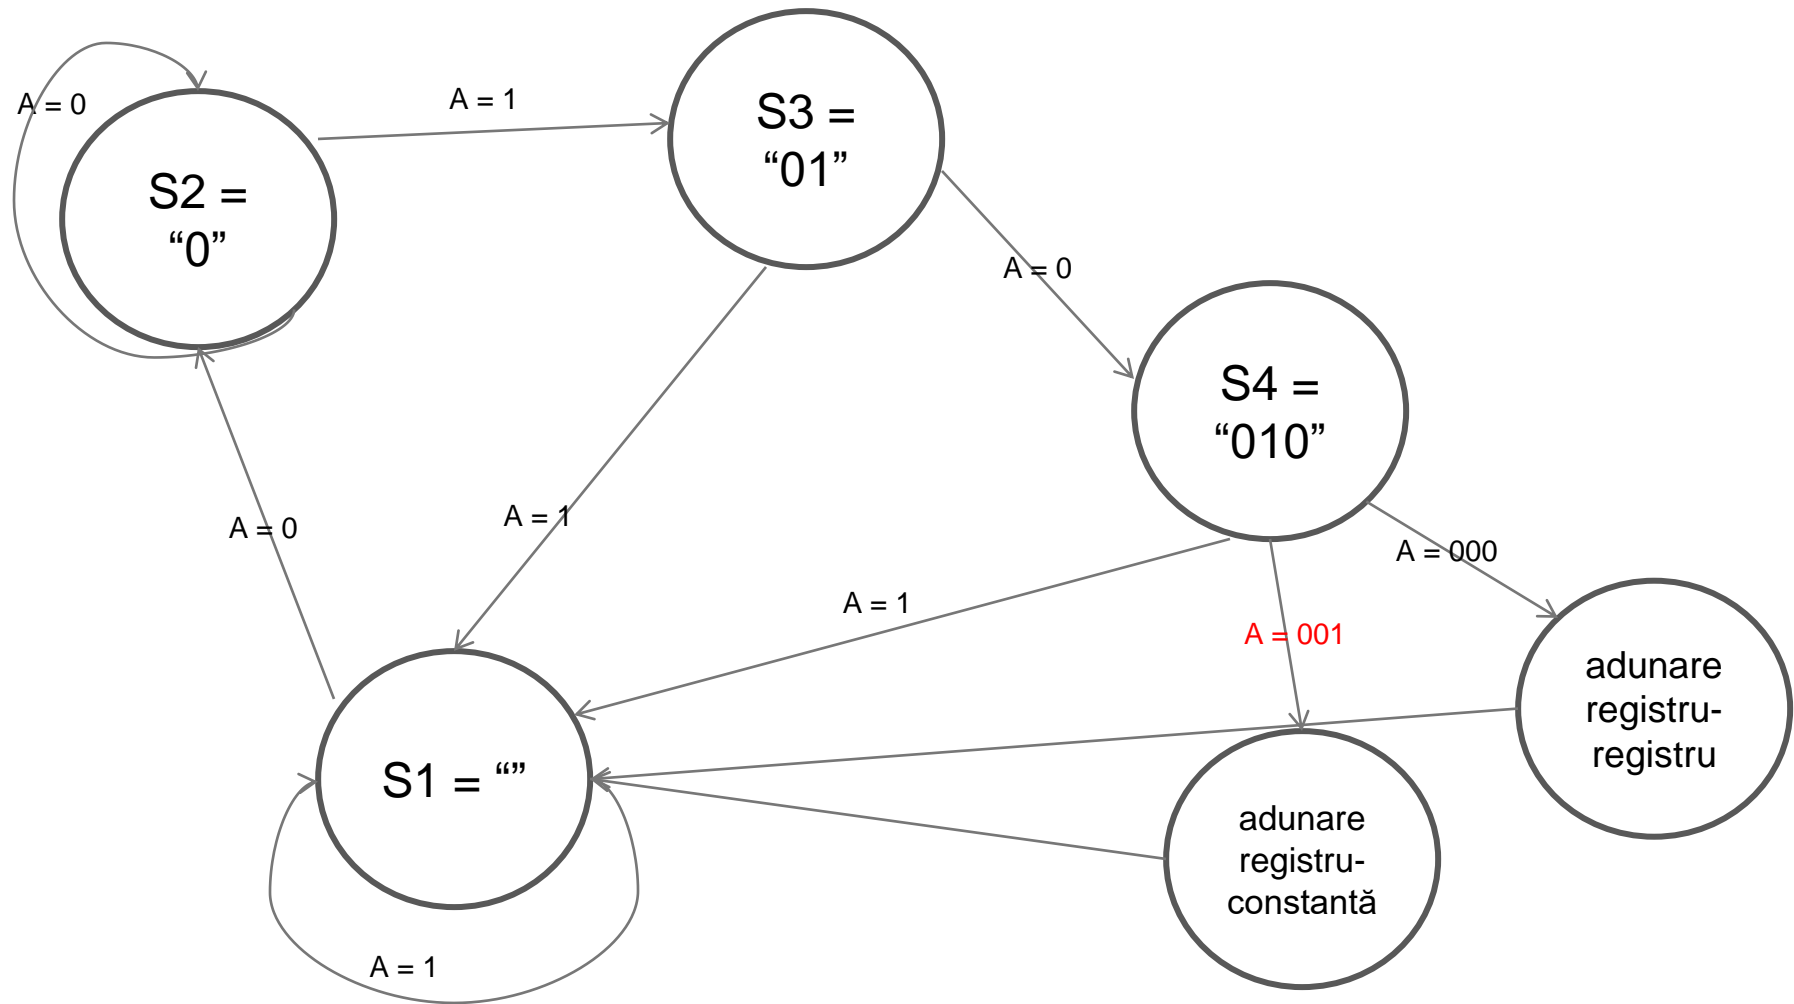 A = 0
A = 1
S3 =
“01”
S2 =
“0”
A = 0
S4 =
“010”
A = 0
A = 1
A = 000
A = 1
A = 001
adunare
registru-
registru
S1 = “”
adunare
registru-
constantă
A = 1